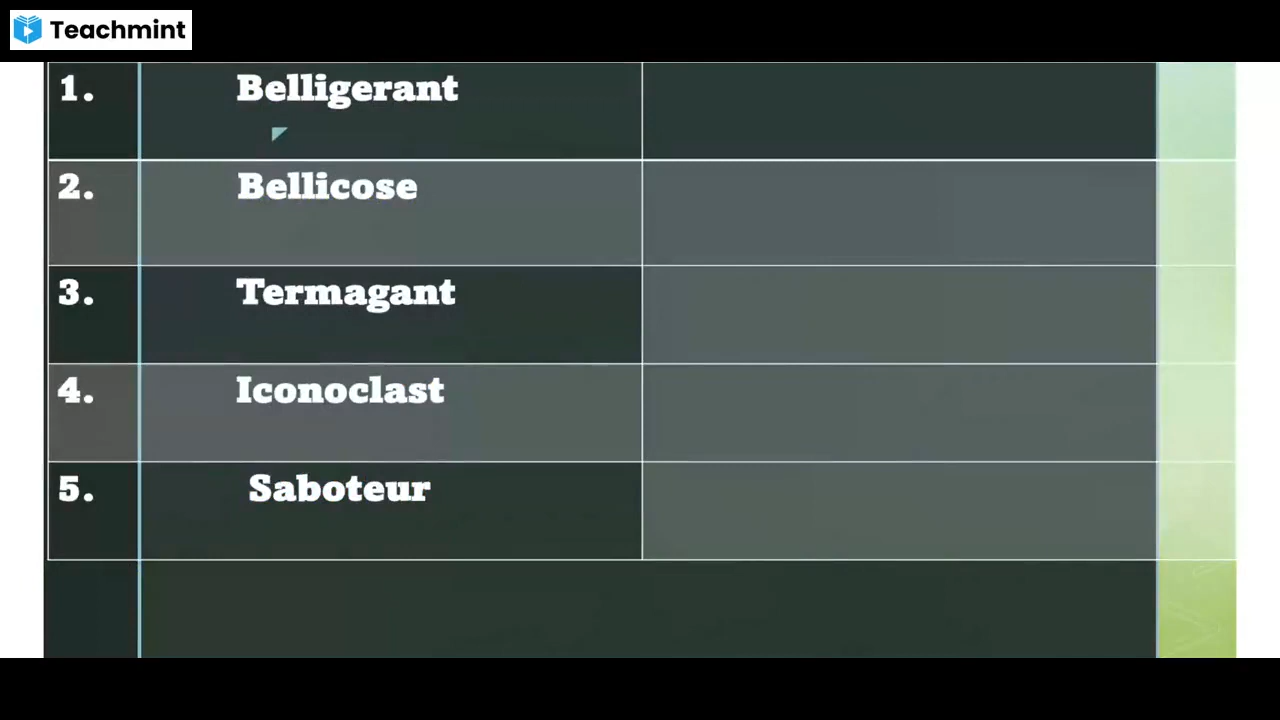 Teachmint
1. Belligerant
2. Bellicose
3. Termagant
4. Iconoclast
5. Saboteur